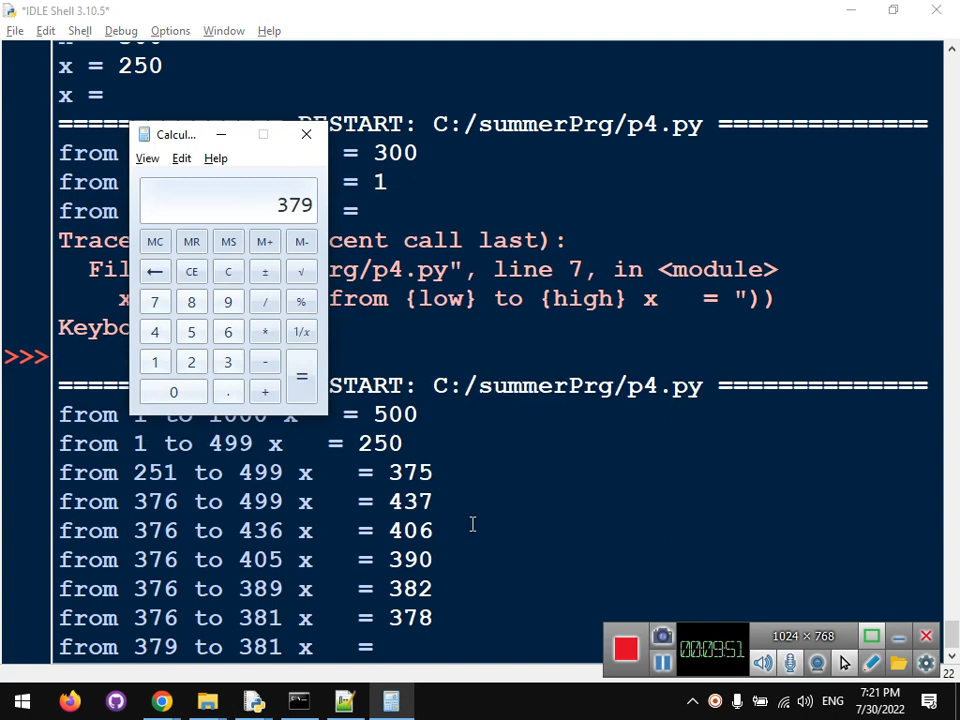 *IDLE Shell 3.10.5*
File Edit Shell Debug Options Window Help
x = 250
x =
RESTART: C:/summerPrg/p4.py ==============
from = 300
from = 1
from =
Trace cent call last):
Fil rg/p4.py", line 7, in <module>
x from {low} to {high} x = "))
Keybo
>>>
STAR: C:/summerPrg/p4.py ==============
from 1 to 1000 x = 500
from 1 to 499 x = 250
from 251 to 499 x = 375
from 376 to 499 x = 437
from 376 to 436 x = 406
from 376 to 405 x = 390
from 376 to 389 x = 382
from 376 to 381 x = 378
from 379 to 381 x =
Calcul...
View Edit Help
379
MC MR MS M+ M-
← CE C ± √
7 8 9 / %
4 5 6 * 1/x
1 2 3 - =
0 . +
00:09:51
1024 × 768
22
ENG
7:21 PM
7/30/2022